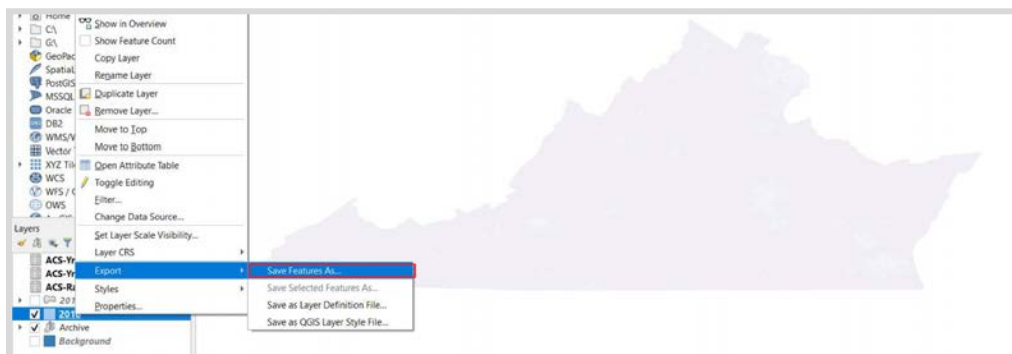 Home
C:\
G:\
GeoPac
Spatial
PostGIS
MSSQL
Oracle
DB2
WMS/W
Vector
XYZ Til
WCS
WFS / O
OWS
Layers
ACS-Yr
ACS-Yr
ACS-Ra
201
2010
Archive
Background
Show in Overview
Show Feature Count
Copy Layer
Rename Layer
Duplicate Layer
Remove Layer...
Move to Top
Move to Bottom
Open Attribute Table
Toggle Editing
Filter...
Change Data Source...
Set Layer Scale Visibility...
Layer CRS
Export
Styles
Properties...
Save Features As...
Save Selected Features As...
Save as Layer Definition File...
Save as QGIS Layer Style File...